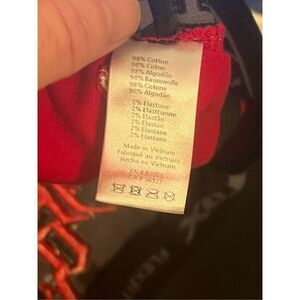 98% Cotton
98% Coton
98% Algodón
98% Baumwolle
98% Cotone
98% Algodão
2% Elastane
2% Élasthanne
2% Elastán
2% Elastan
2% Elastane
2% Elastano
Made in Vietnam
Fabriqué au Vietnam
Hecho en Vietnam